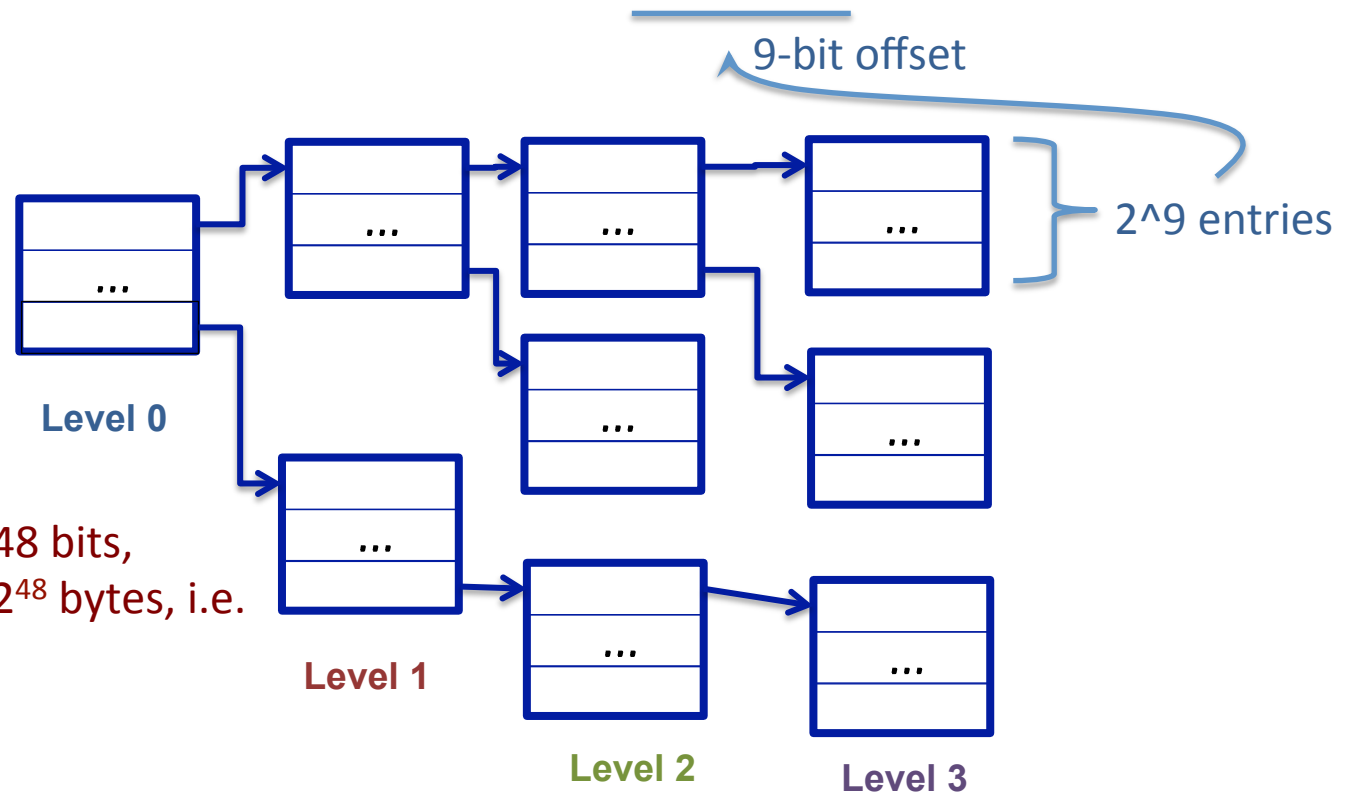 9-bit offset
2^9 entries
...
...
...
...
Level 0
...
...
48 bits,
2⁴⁸ bytes, i.e.
...
...
...
Level 1
Level 2
Level 3